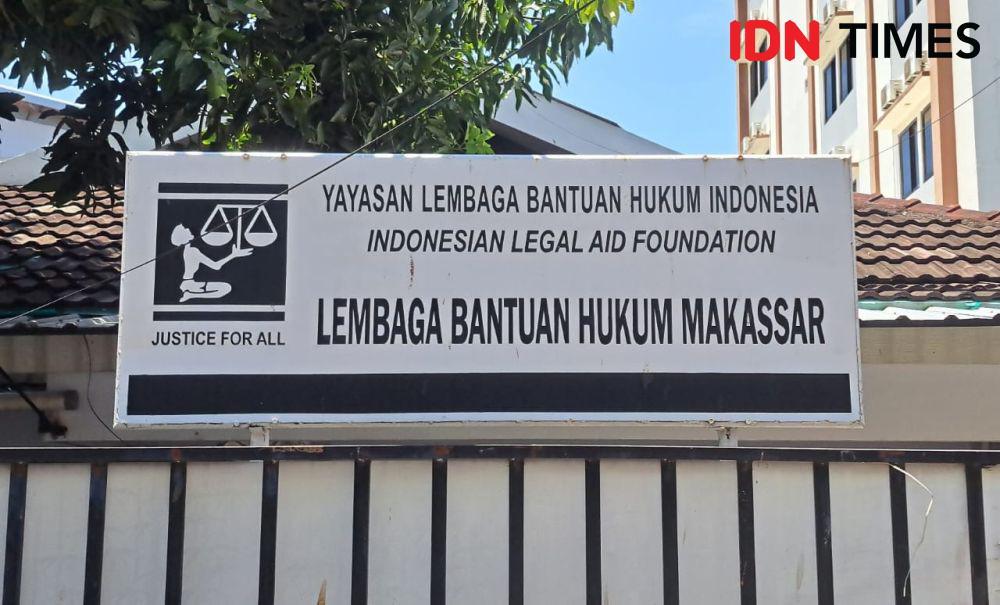 IDN TIMES
YAYASAN LEMBAGA BANTUAN HUKUM INDONESIA
INDONESIAN LEGAL AID FOUNDATION
LEMBAGA BANTUAN HUKUM MAKASSAR
JUSTICE FOR ALL